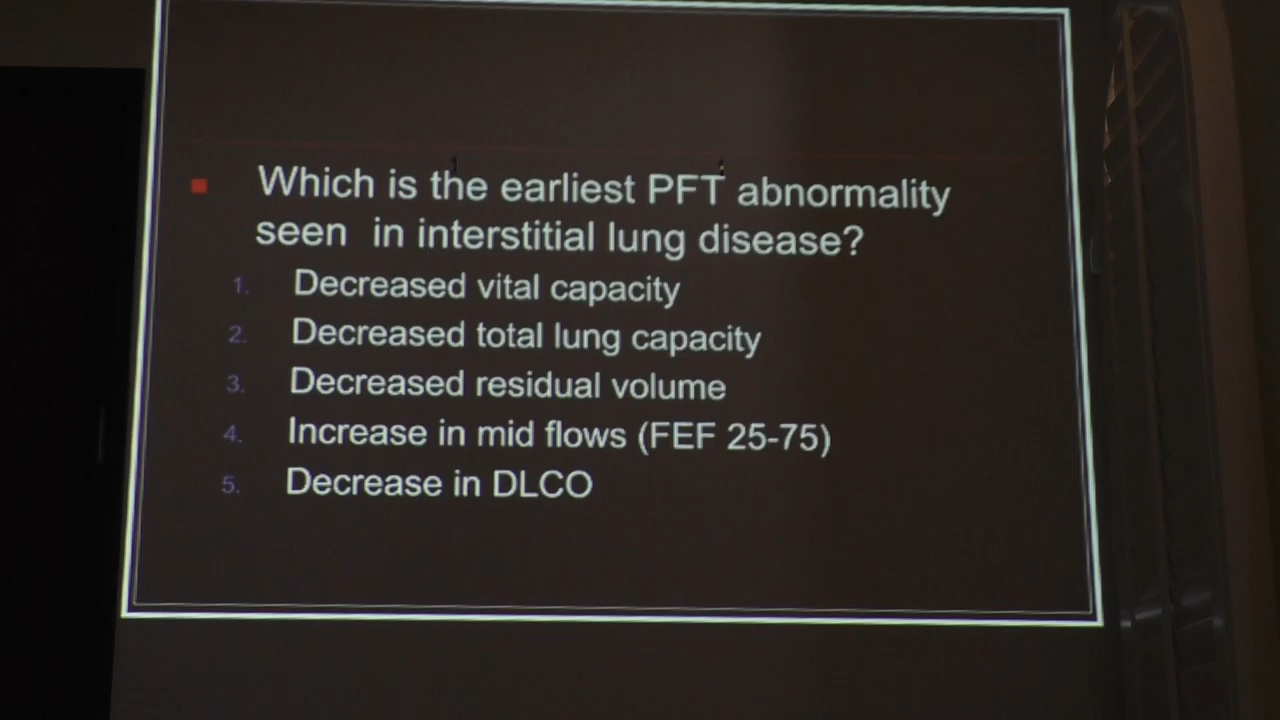 Which is the earliest PFT abnormality
seen in interstitial lung disease?
1. Decreased vital capacity
2. Decreased total lung capacity
3. Decreased residual volume
4. Increase in mid flows (FEF 25-75)
5. Decrease in DLCO